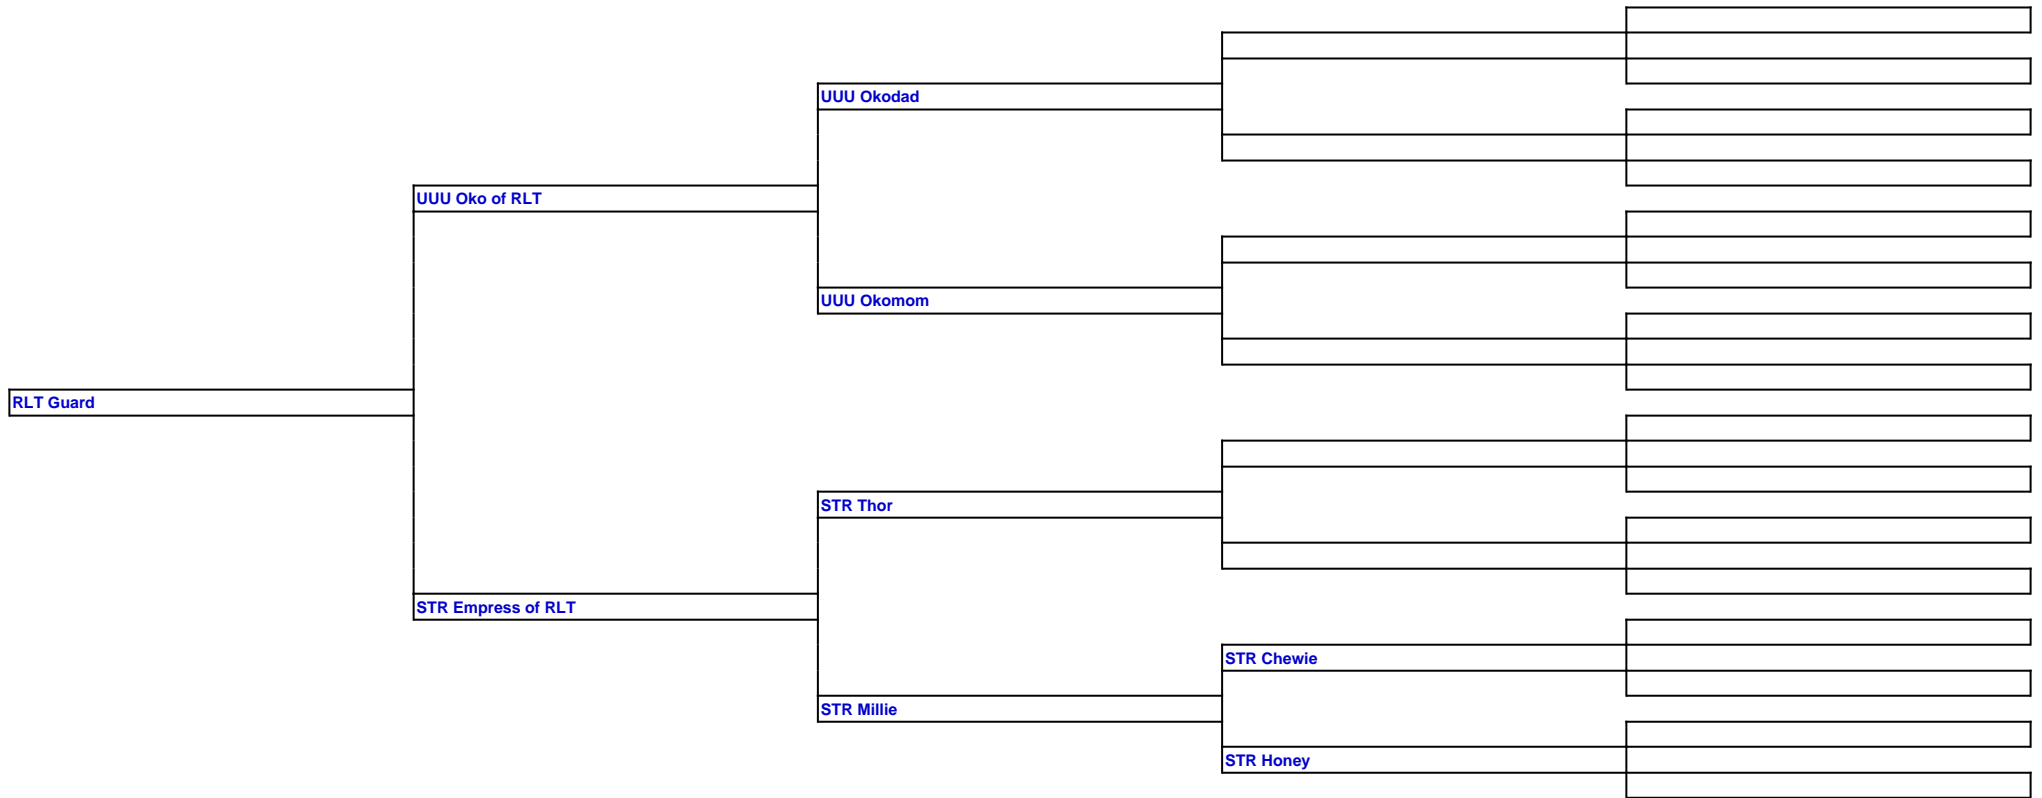 UUU Okodad
UUU Oko of RLT
UUU Okomom
RLT Guard
STR Thor
STR Empress of RLT
STR Chewie
STR Millie
STR Honey